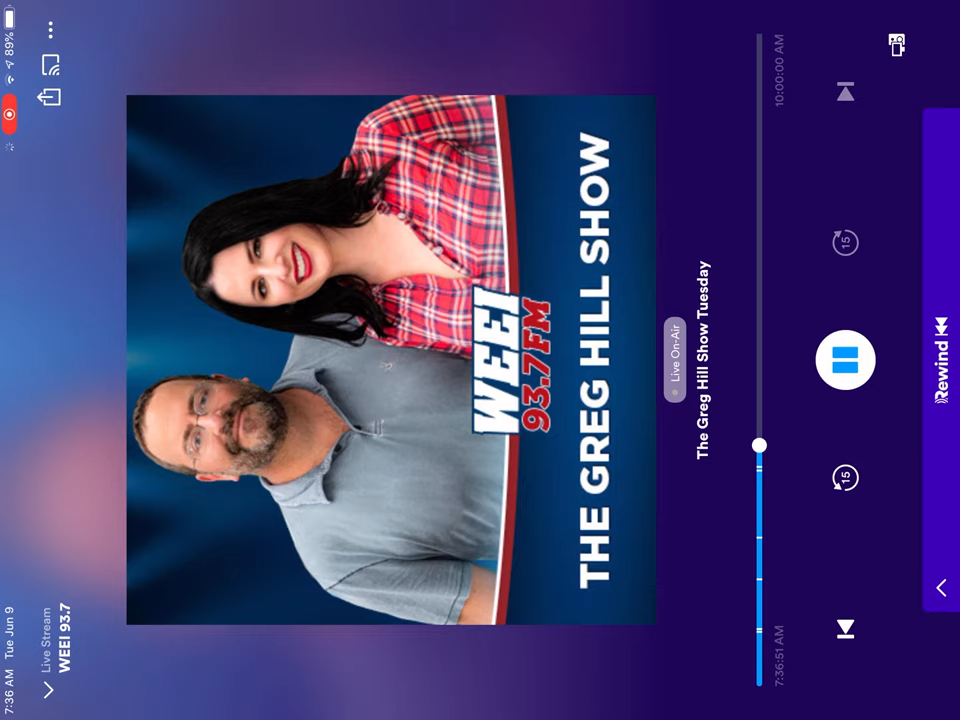 7:36 AM Tue Jun 9
89%
Live Stream
WEEI 93.7
WEEI
93.7FM
THE GREG HILL SHOW
Live On-Air
The Greg Hill Show Tuesday
7:36:51 AM
10:00:00 AM
15
15
Rewind